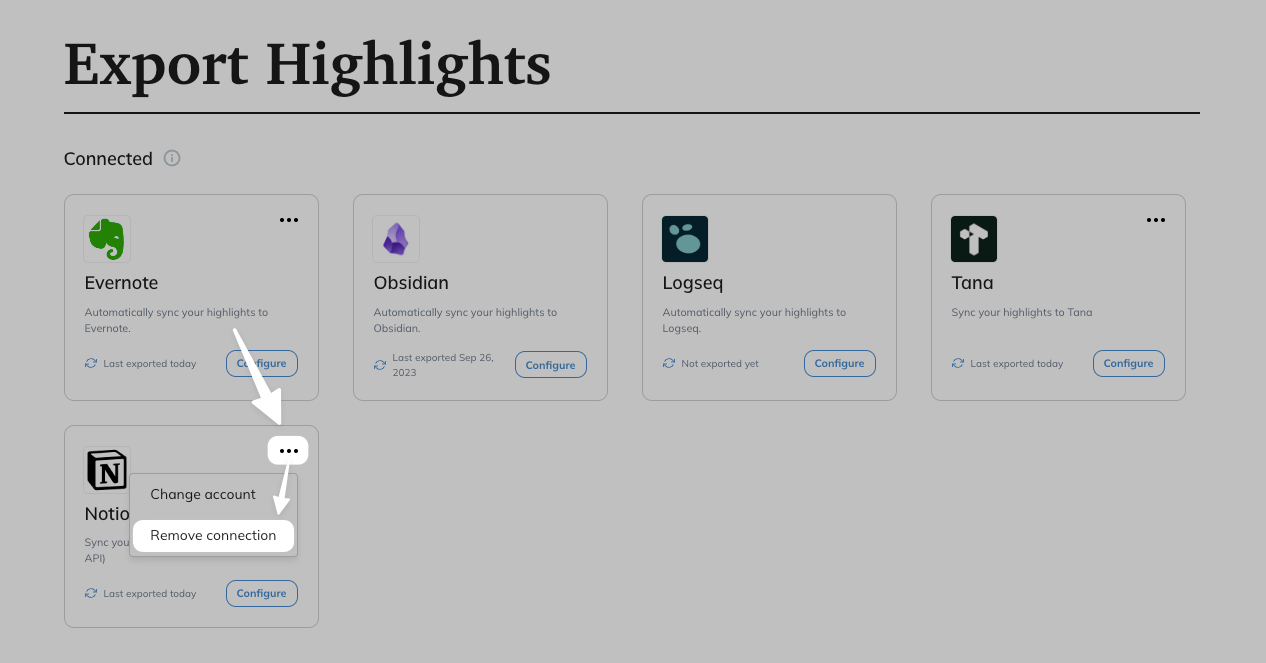 Export Highlights
Connected
Evernote
Automatically sync your highlights to
Evernote.
Last exported today
Configure
Obsidian
Automatically sync your highlights to
Obsidian.
Last exported Sep 26,
2023
Configure
Logseq
Automatically sync your highlights to
Logseq.
Not exported yet
Configure
Tana
Sync your highlights to Tana
Last exported today
Configure
N
Change account
Notio
Remove connection
Sync you
API)
Last exported today
Configure